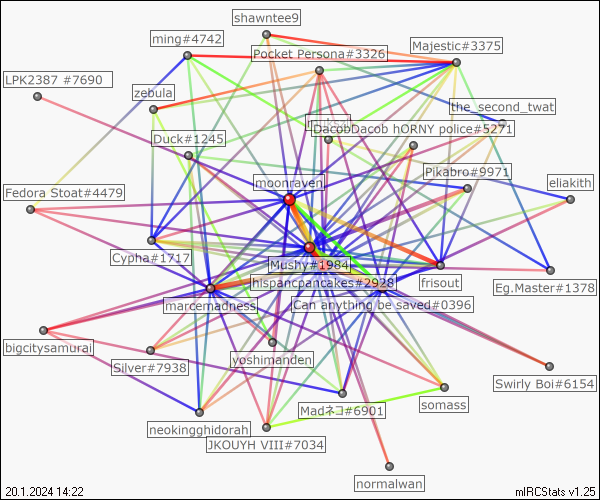 shawntee9
ming#4742
Pocket Persona#3326
Majestic#3375
LPK2387 #7690
zebula
the_second_twat
Duck#1245
DacobDacob hORNY police#5271
Pikabro#9971
moonraven
eliakith
Fedora Stoat#4479
Cypha#1717
Mushy#1984
hispancpancakes#2928
frisout
Eg.Master#1378
marcemadness
Can anything be saved#0396
bigcitysamurai
Silver#7938
yoshimanden
Swirly Boi#6154
Madネコ#6901
somass
neokingghidorah
JKOUYH VIII#7034
normalwan
20.1.2024 14:22
mIRCStats v1.25